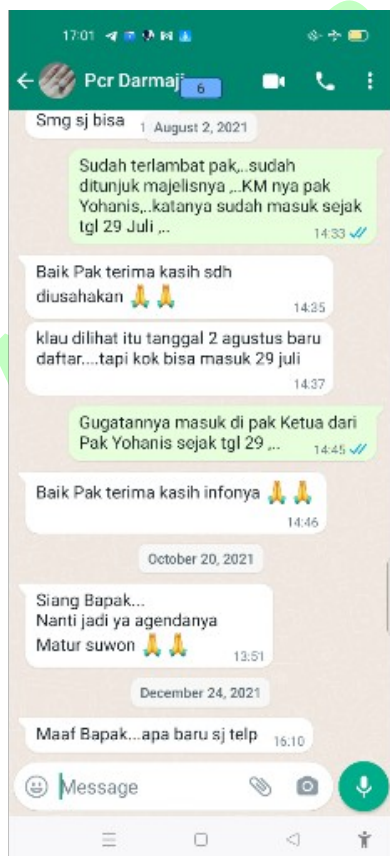 17:01
Pcr Darmaji
6
Smg sj bisa
August 2, 2021
Sudah terlambat pak,..sudah
ditunjuk majelisnya ,..KM nya pak
Yohanis,..katanya sudah masuk sejak
tgl 29 Juli ,..
14:33
Baik Pak terima kasih sdh
diusahakan 🙏 🙏
14:35
klau dilihat itu tanggal 2 agustus baru
daftar....tapi kok bisa masuk 29 juli
14:37
Gugatannya masuk di pak Ketua dari
Pak Yohanis sejak tgl 29 ,..
14:45
Baik Pak terima kasih infonya 🙏 🙏
14:46
October 20, 2021
Siang Bapak...
Nanti jadi ya agendanya
Matur suwon 🙏 🙏
13:51
December 24, 2021
Maaf Bapak...apa baru sj telp
16:10
Message